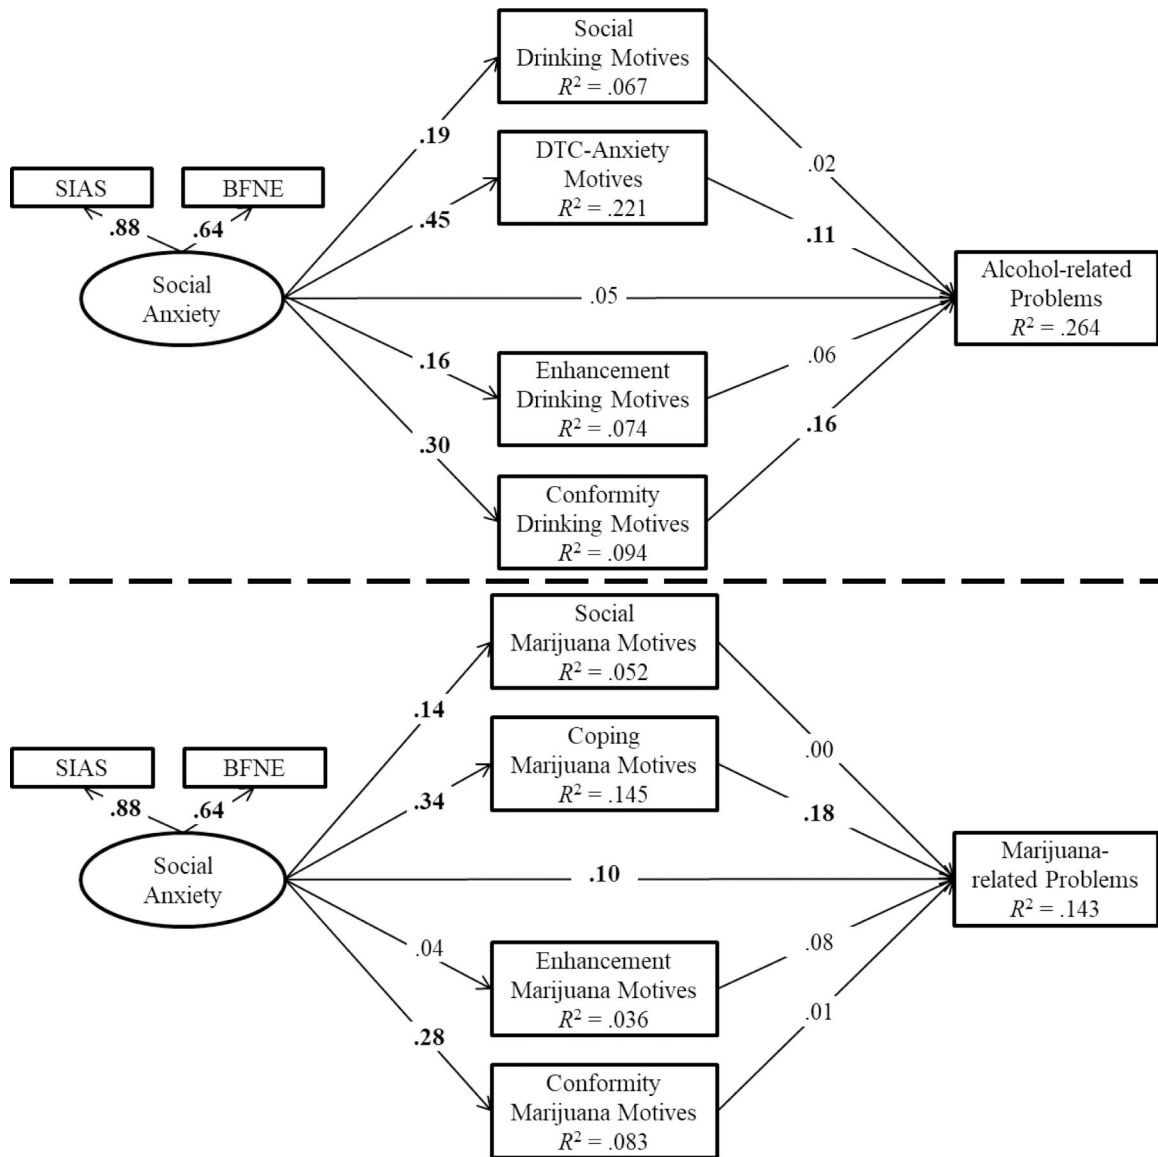 Social
Drinking Motives
R² = .067
.19
.02
DTC-Anxiety
Motives
R² = .221
SIAS
BFNE
.88
.64
.45
.11
Social
Anxiety
.05
Alcohol-related
Problems
R² = .264
.16
Enhancement
Drinking Motives
R² = .074
.06
.30
.16
Conformity
Drinking Motives
R² = .094
Social
Marijuana Motives
R² = .052
.14
.00
Coping
Marijuana Motives
R² = .145
SIAS
BFNE
.88
.64
.34
.18
Social
Anxiety
.10
Marijuana-
related Problems
R² = .143
.04
Enhancement
Marijuana Motives
R² = .036
.08
.28
.01
Conformity
Marijuana Motives
R² = .083